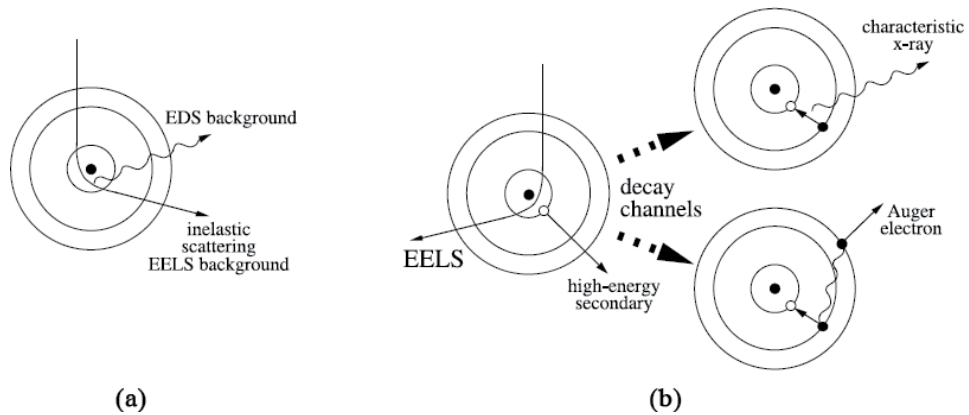 EDS background
inelastic
scattering
EELS background
(a)
EELS
high-energy
secondary
decay
channels
characteristic
x-ray
Auger
electron
(b)